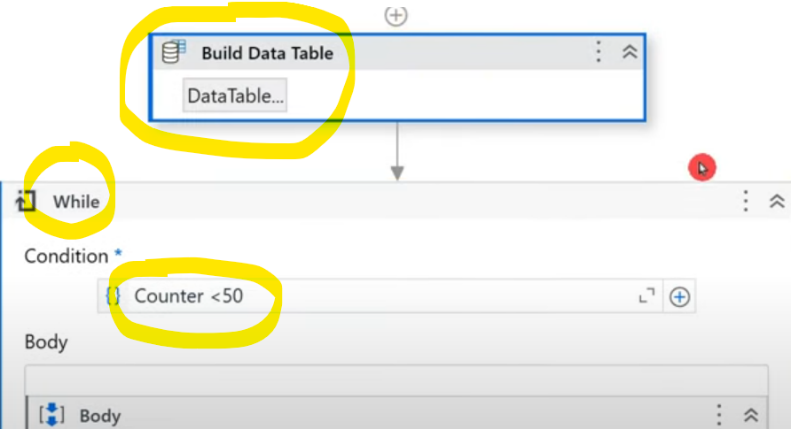 Build Data Table
DataTable...
While
Condition *
Counter <50
Body
Body